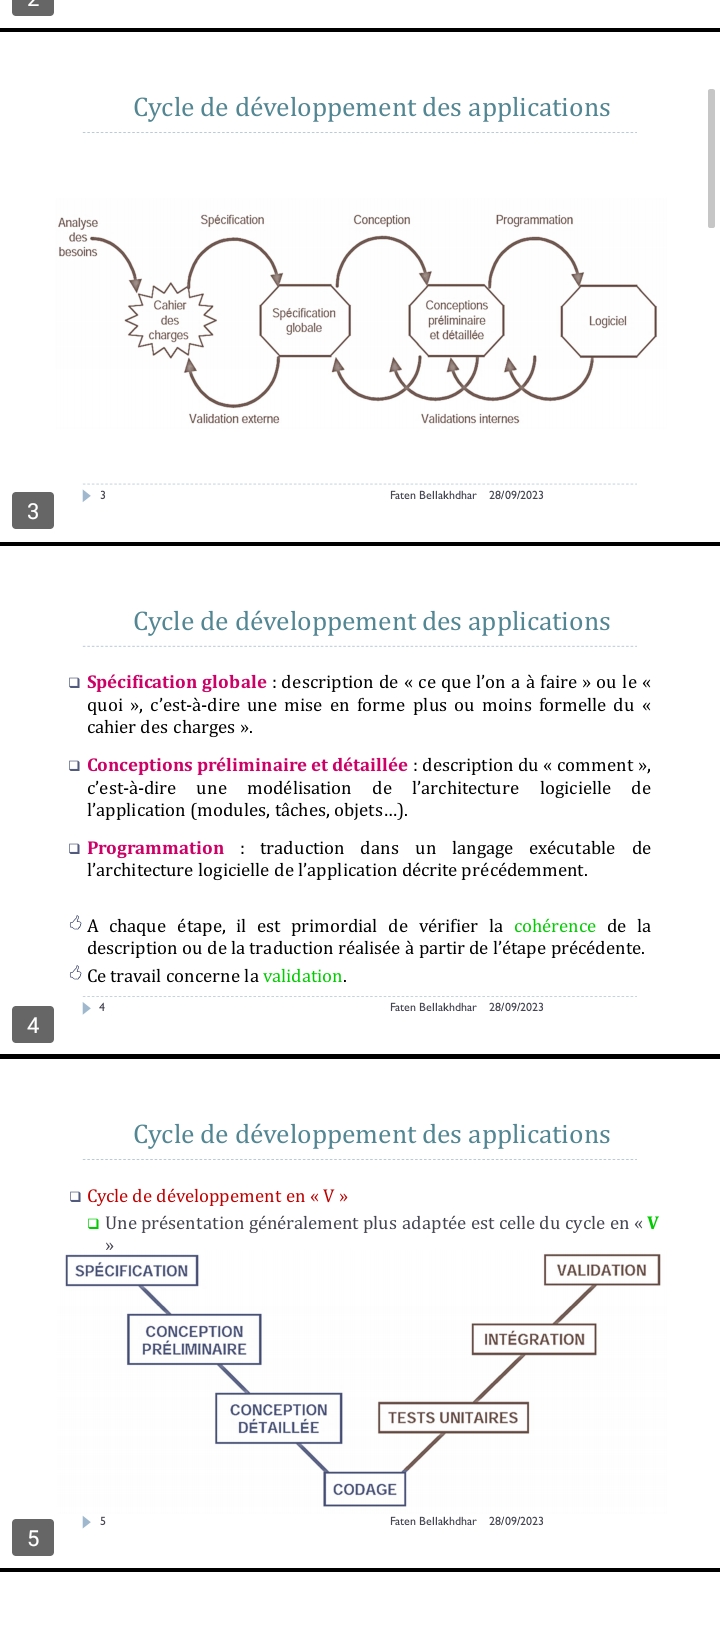 2
Cycle de développement des applications
Analyse
des
besoins
Spécification
Conception
Programmation
Cahier
des
charges
Spécification
globale
Conceptions
préliminaire
et détaillée
Logiciel
Validation externe
Validations internes
3
Faten Bellakhdhar 28/09/2023
3
Cycle de développement des applications
Spécification globale : description de « ce que l’on a à faire » ou le «
quoi », c’est-à-dire une mise en forme plus ou moins formelle du «
cahier des charges ».
Conceptions préliminaire et détaillée : description du « comment »,
c’est-à-dire une modélisation de l’architecture logicielle de
l’application (modules, tâches, objets…).
Programmation : traduction dans un langage exécutable de
l’architecture logicielle de l’application décrite précédemment.
A chaque étape, il est primordial de vérifier la cohérence de la
description ou de la traduction réalisée à partir de l’étape précédente.
Ce travail concerne la validation.
4
Faten Bellakhdhar 28/09/2023
4
Cycle de développement des applications
Cycle de développement en « V »
Une présentation généralement plus adaptée est celle du cycle en « V
»
SPÉCIFICATION
VALIDATION
CONCEPTION
PRÉLIMINAIRE
INTÉGRATION
CONCEPTION
DÉTAILLÉE
TESTS UNITAIRES
CODAGE
5
Faten Bellakhdhar 28/09/2023
5